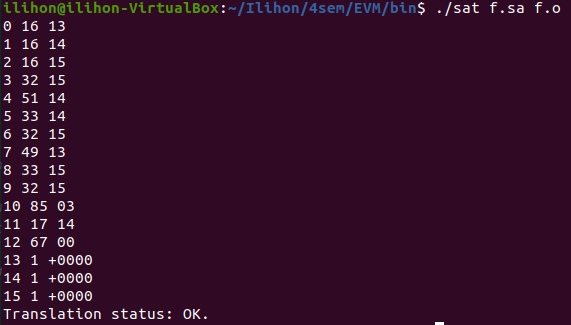 ilihon@ilihon-VirtualBox:~/Ilihon/4sem/EVM/bin$ ./sat f.sa f.o
0 16 13
1 16 14
2 16 15
3 32 15
4 51 14
5 33 14
6 32 15
7 49 13
8 33 15
9 32 15
10 85 03
11 17 14
12 67 00
13 1 +0000
14 1 +0000
15 1 +0000
Translation status: OK.